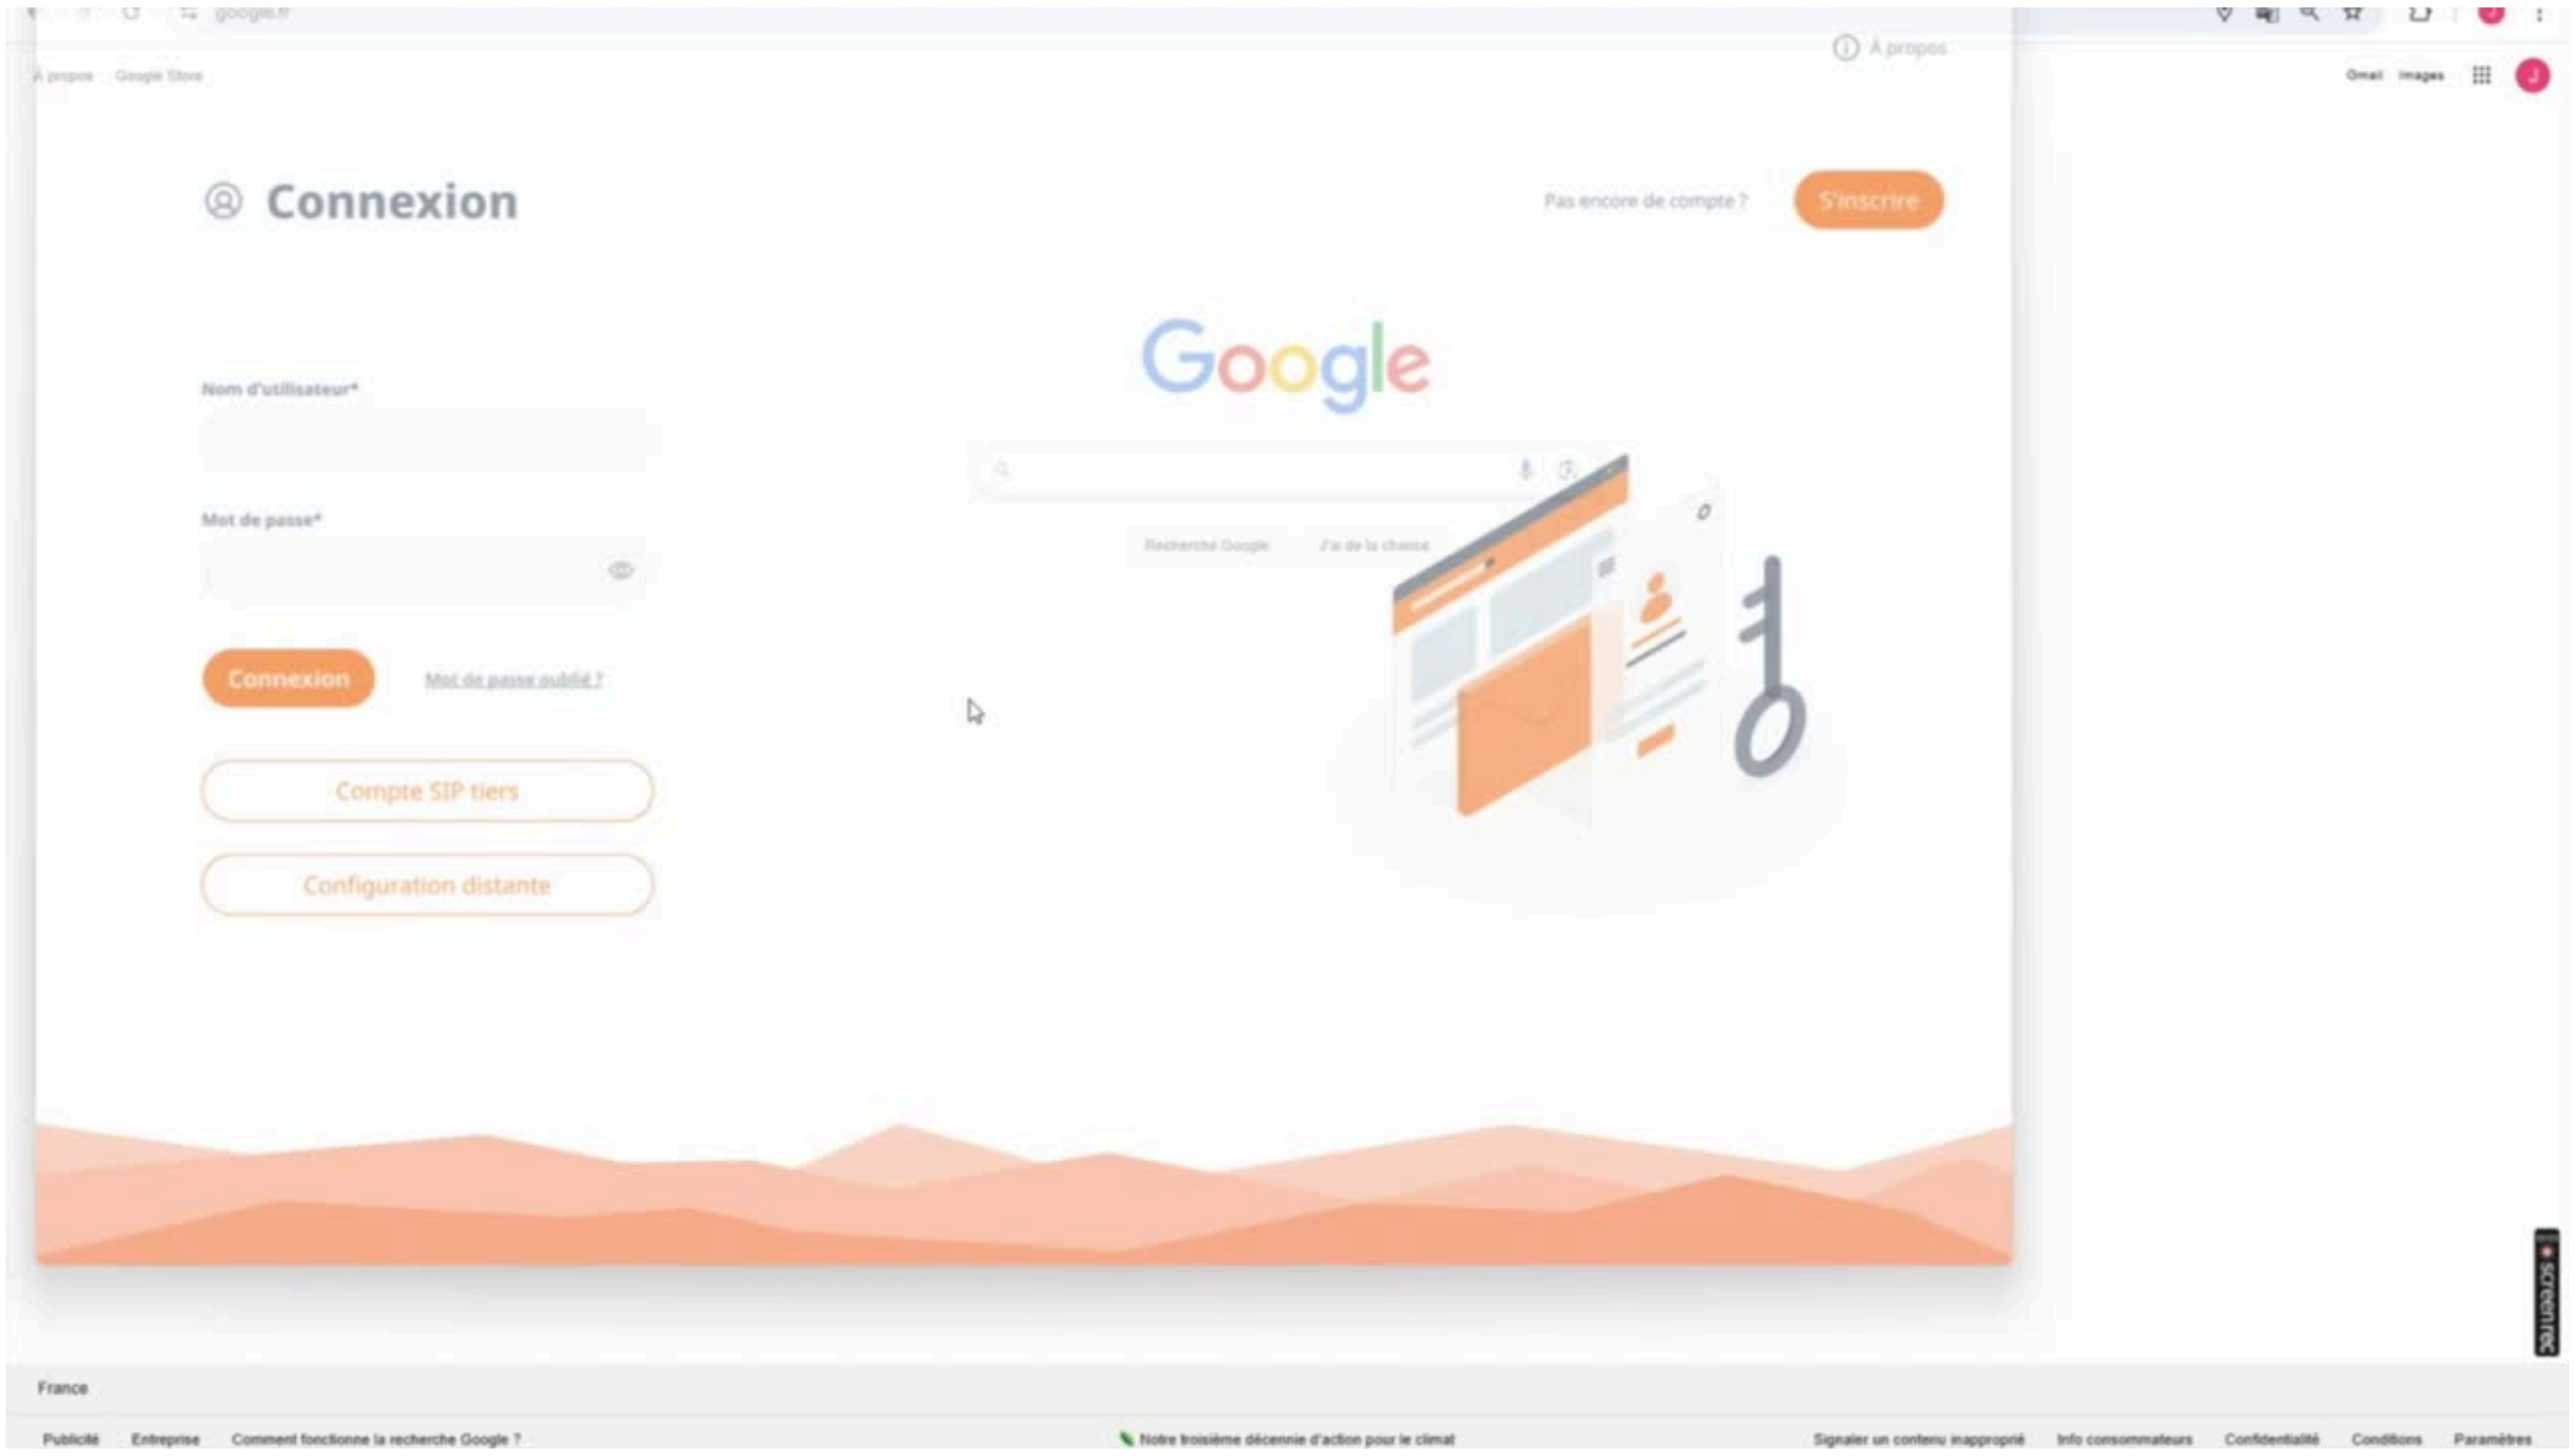 google.fr
À propos
À propos Google Store
Gmail Images
J
Connexion
Pas encore de compte ?
S'inscrire
Google
Nom d'utilisateur*
Mot de passe*
Recherche Google
J'ai de la chance
Connexion
Mot de passe oublié ?
Compte SIP tiers
Configuration distante
screenrec
France
Publicité Entreprise Comment fonctionne la recherche Google ?
Notre troisième décennie d'action pour le climat
Signaler un contenu inapproprié Info consommateurs Confidentialité Conditions Paramètres